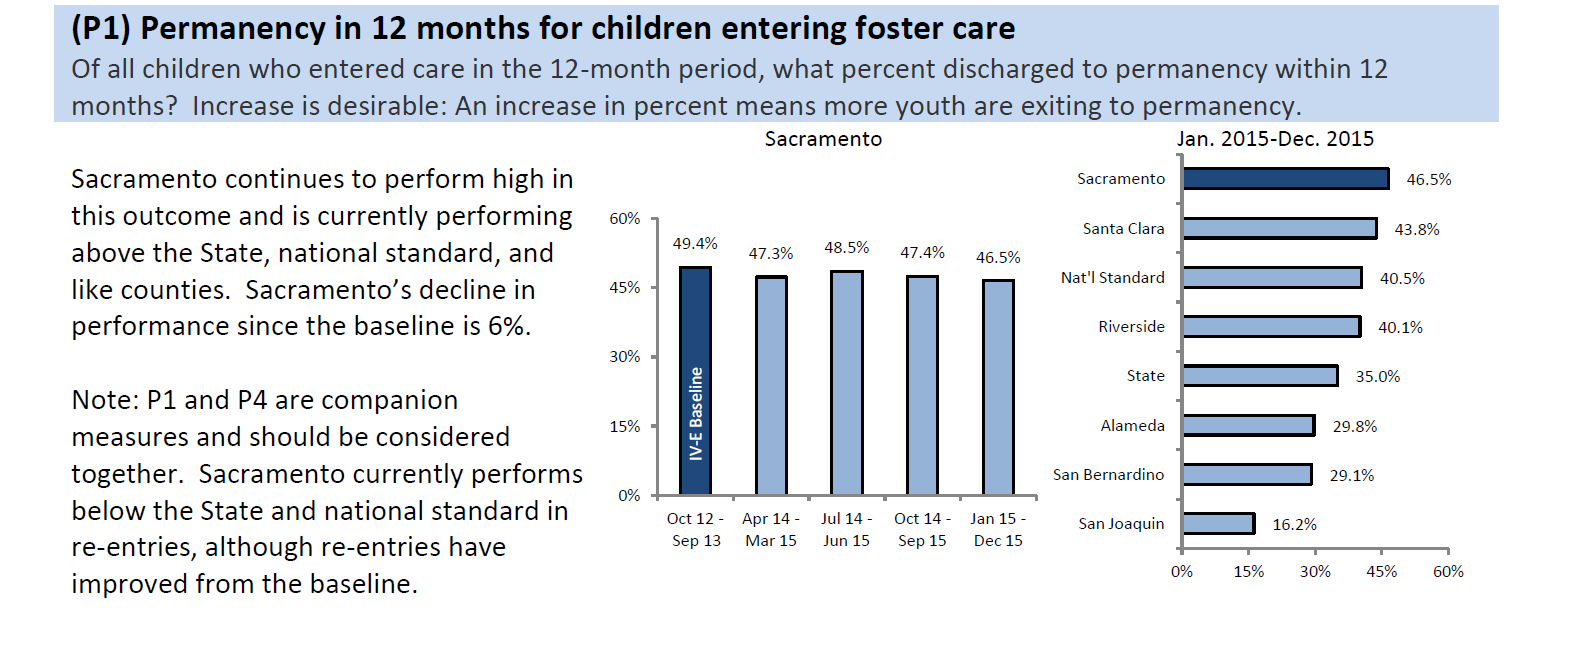 (P1) Permanency in 12 months for children entering foster care
Of all children who entered care in the 12-month period, what percent discharged to permanency within 12
months?  Increase is desirable: An increase in percent means more youth are exiting to permanency.
Sacramento continues to perform high in
this outcome and is currently performing
above the State, national standard, and
like counties.  Sacramento's decline in
performance since the baseline is 6%.
Note: P1 and P4 are companion
measures and should be considered
together.  Sacramento currently performs
below the State and national standard in
re-entries, although re-entries have
improved from the baseline.
Sacramento
60%
45%
30%
15%
0%
49.4%
47.3%
48.5%
47.4%
46.5%
IV-E Baseline
Oct 12 -
Sep 13
Apr 14 -
Mar 15
Jul 14 -
Jun 15
Oct 14 -
Sep 15
Jan 15 -
Dec 15
Jan. 2015-Dec. 2015
Sacramento 46.5%
Santa Clara 43.8%
Nat'l Standard 40.5%
Riverside 40.1%
State 35.0%
Alameda 29.8%
San Bernardino 29.1%
San Joaquin 16.2%
0% 15% 30% 45% 60%